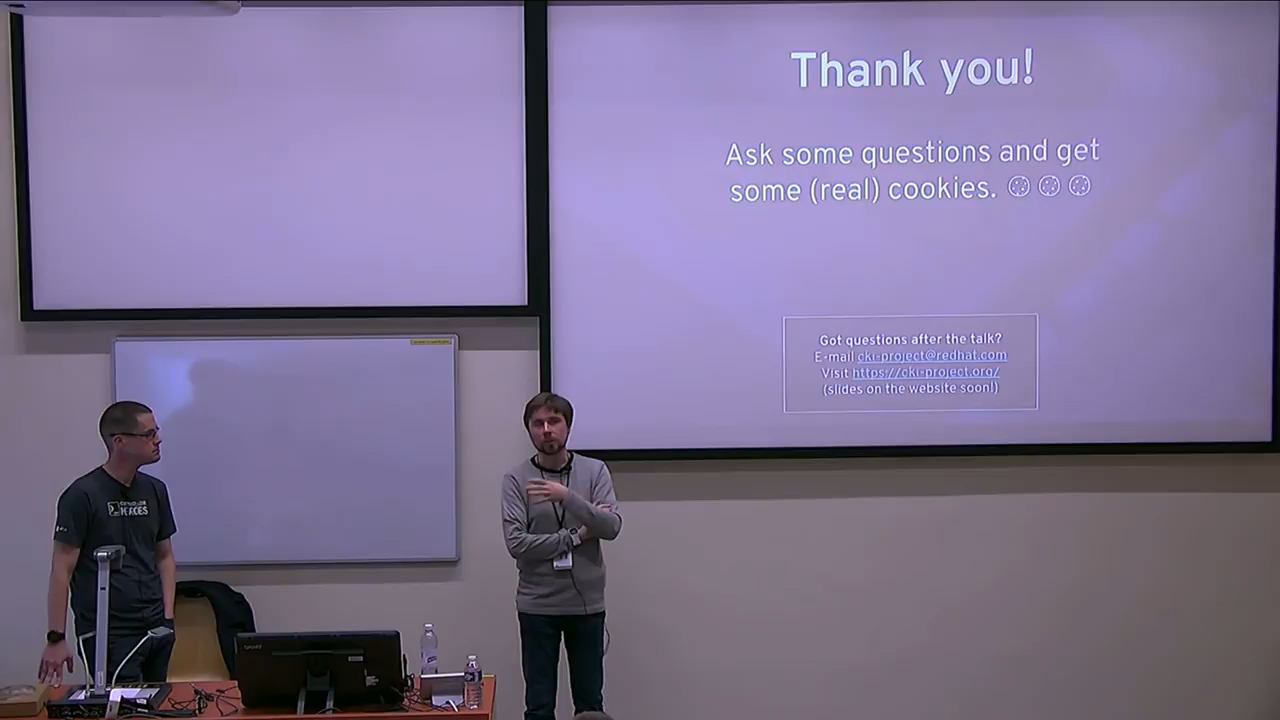 Thank you!
Ask some questions and get
some (real) cookies.
Got questions after the talk?
E-mail cki-project@redhat.com
Visit https://cki-project.org/
(slides on the website soon!)
HEROES